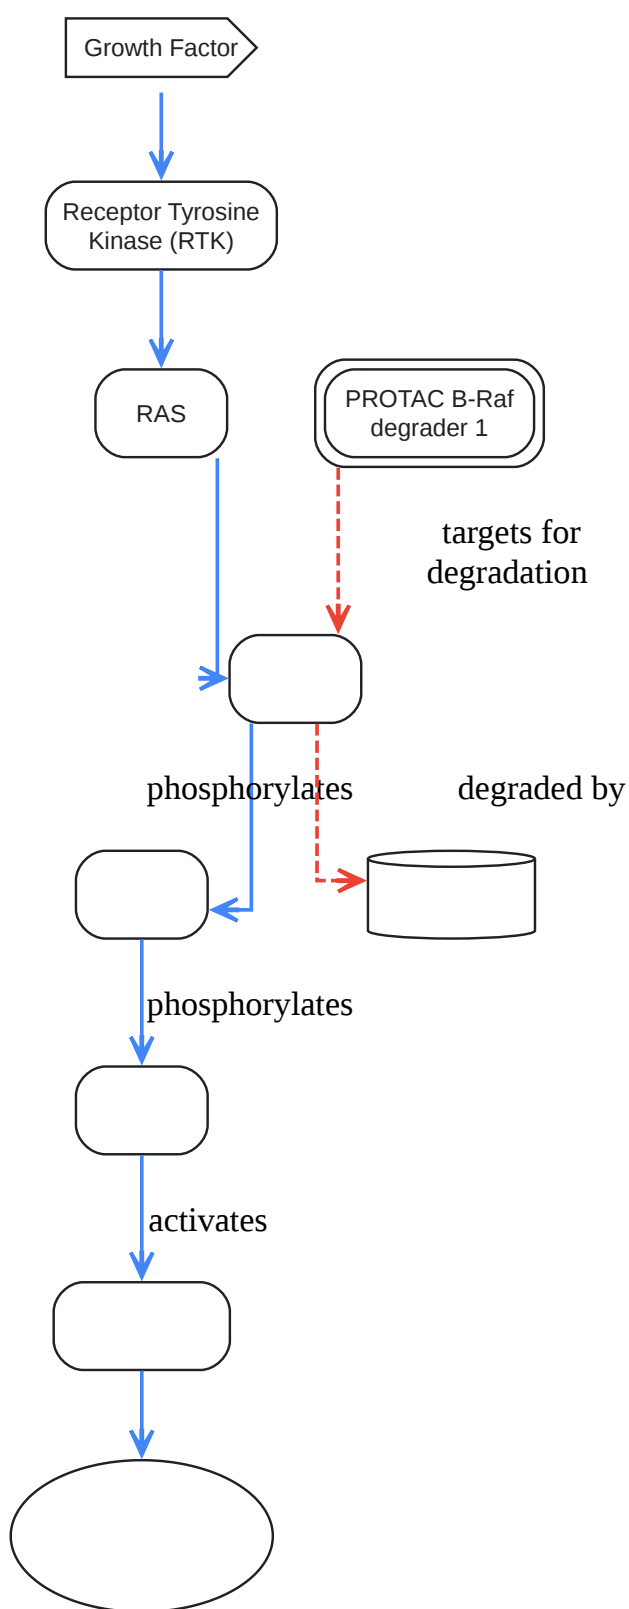 Growth Factor
Receptor Tyrosine
Kinase (RTK)
RAS
PROTAC B-Raf
degrader 1
targets for
degradation
phosphorylates
degraded by
phosphorylates
activates